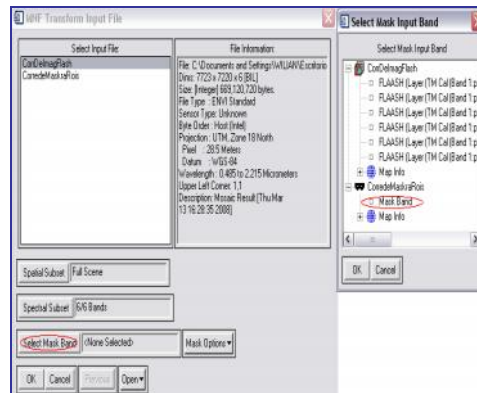 MNF Transform Input File
Select Input File:
ConDelmagFlash
CorredeMaskraRois
File Information:
File: C:\Documents and Settings\WILIAN\Escritorio
Dims: 7723 x 7220 x 6 [BIL]
Size: [Integer] 669,120,720 bytes.
File Type : ENVI Standard
Sensor Type: Unknown
Byte Order : Host (Intel)
Projection : UTM, Zone 18 North
Pixel : 28.5 Meters
Datum : WGS-84
Wavelength : 0.485 to 2.215 Micrometers
Upper Left Corner: 1,1
Description: Mosaic Result [Thu Mar
13 16:28:35 2008]
Spatial Subset Full Scene
Spectral Subset 6/6 Bands
Select Mask Band <None Selected>
Mask Options
OK Cancel Previous Open
Select Mask Input Band
Select Mask Input Band
ConDelmagFlash
FLAASH (Layer (TM Cal(Band 1:p
FLAASH (Layer (TM Cal(Band 1:p
FLAASH (Layer (TM Cal(Band 1:p
FLAASH (Layer (TM Cal(Band 1:p
FLAASH (Layer (TM Cal(Band 1:p
FLAASH (Layer (TM Cal(Band 1:p
Map Info
CorredeMaskraRois
Mask Band
Map Info
OK Cancel